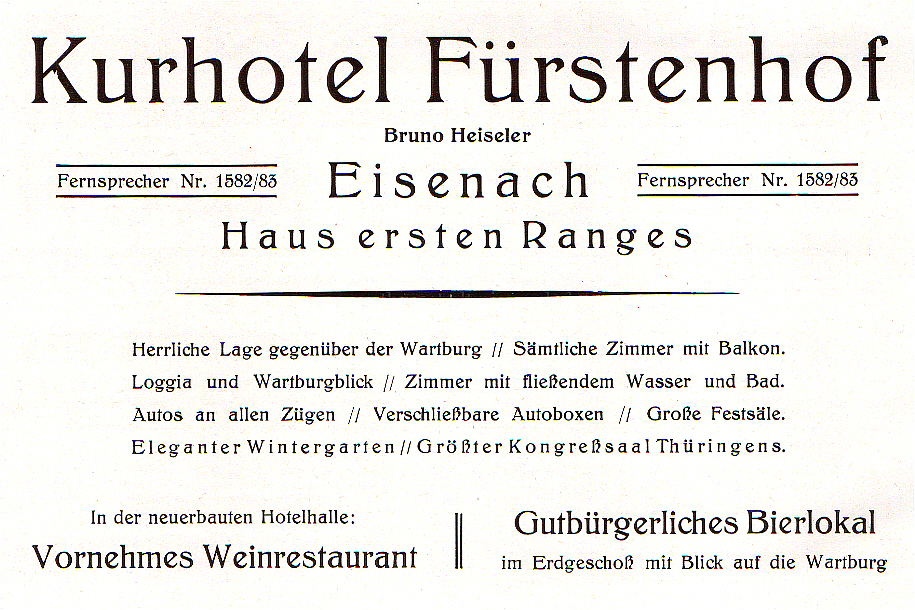 Kurhotel Fürstenhof
Bruno Heiseler
Fernsprecher Nr. 1582/83 Eisenach Fernsprecher Nr. 1582/83
Haus ersten Ranges
Herrliche Lage gegenüber der Wartburg // Sämtliche Zimmer mit Balkon.
Loggia und Wartburgblick // Zimmer mit fließendem Wasser und Bad.
Autos an allen Zügen // Verschließbare Autoboxen // Große Festsäle.
Eleganter Wintergarten // Größter Kongreßsaal Thüringens.
In der neuerbauten Hotelhalle:
Vornehmes Weinrestaurant
Gutbürgerliches Bierlokal
im Erdgeschoß mit Blick auf die Wartburg